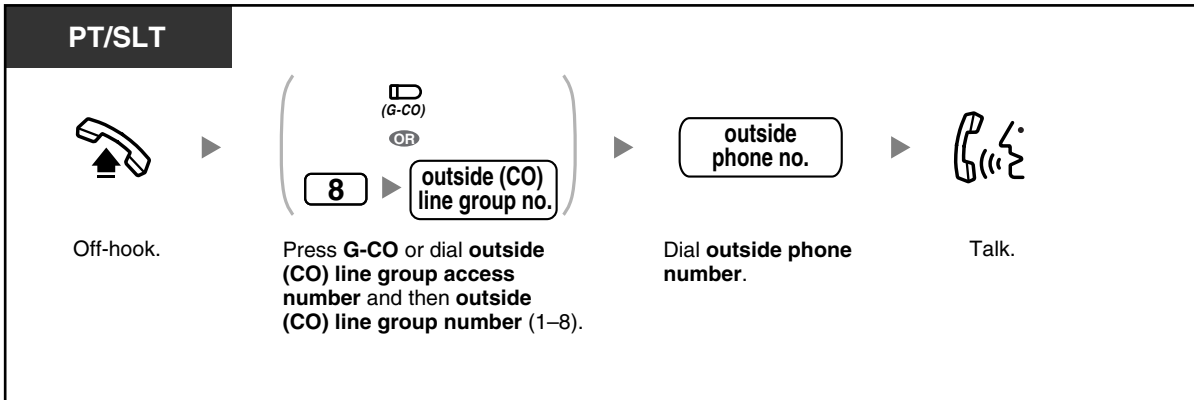 PT/SLT
(G-CO)
OR
8
outside (CO)
line group no.
outside
phone no.
Off-hook.
Press G-CO or dial outside
(CO) line group access
number and then outside
(CO) line group number (1–8).
Dial outside phone
number.
Talk.